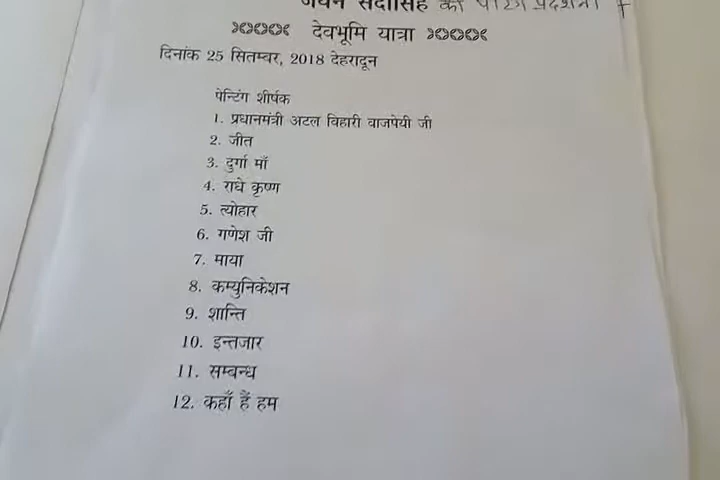 की
देवभूमि यात्रा
दिनांक 25 सितम्बर, 2018 देहरादून
पेन्टिंग शीर्षक
1. प्रधानमंत्री अटल विहारी वाजपेयी जी
2. जीत
3. दुर्गा माँ
4. राधे कृष्ण
5. त्योहार
6. गणेश जी
7. माया
8. कम्युनिकेशन
9. शान्ति
10. इन्तजार
11. सम्बन्ध
12. कहाँ हैं हम